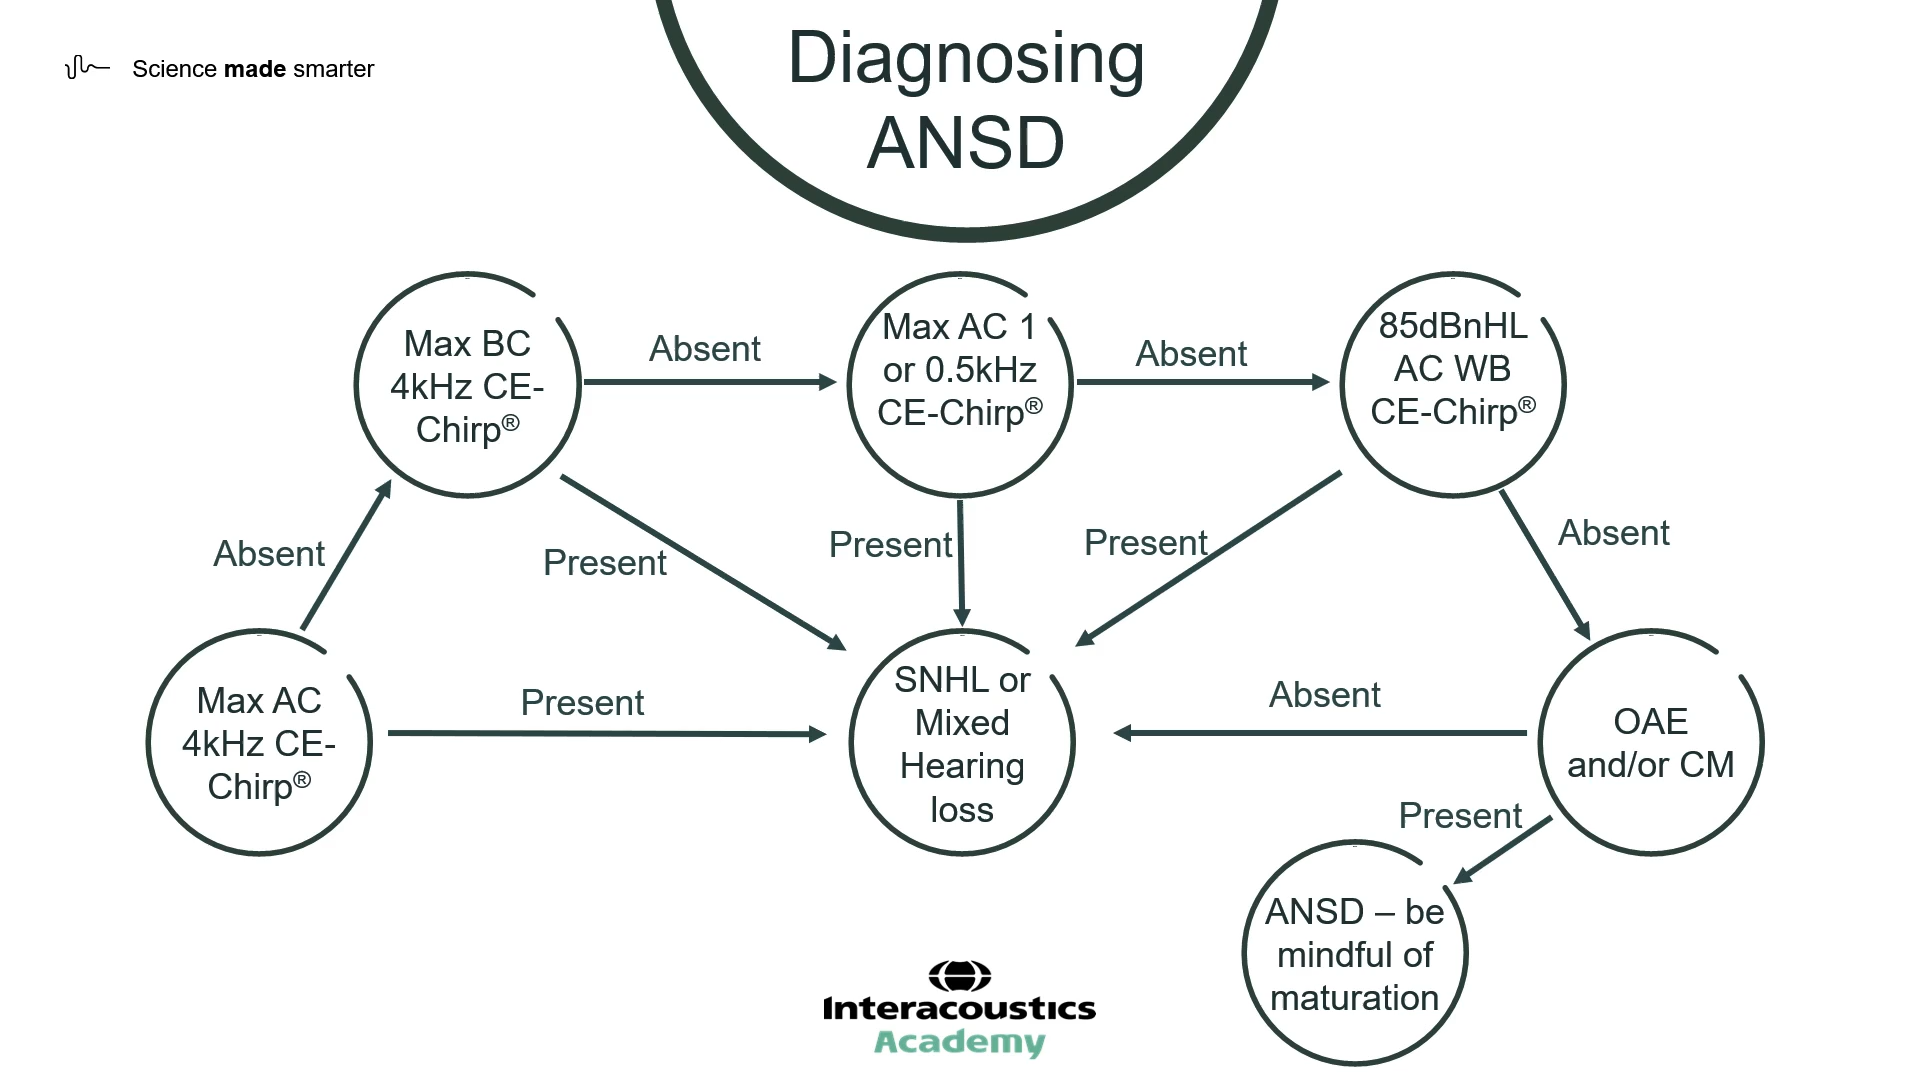 Science made smarter
Diagnosing
ANSD
Max BC
4kHz CE-
Chirp®
Absent
Max AC 1
or 0.5kHz
CE-Chirp®
Absent
85dBnHL
AC WB
CE-Chirp®
Absent
Present
Present
Present
Absent
Max AC
4kHz CE-
Chirp®
Present
SNHL or
Mixed
Hearing
loss
Absent
OAE
and/or CM
Present
ANSD – be
mindful of
maturation
Interacoustics
Academy